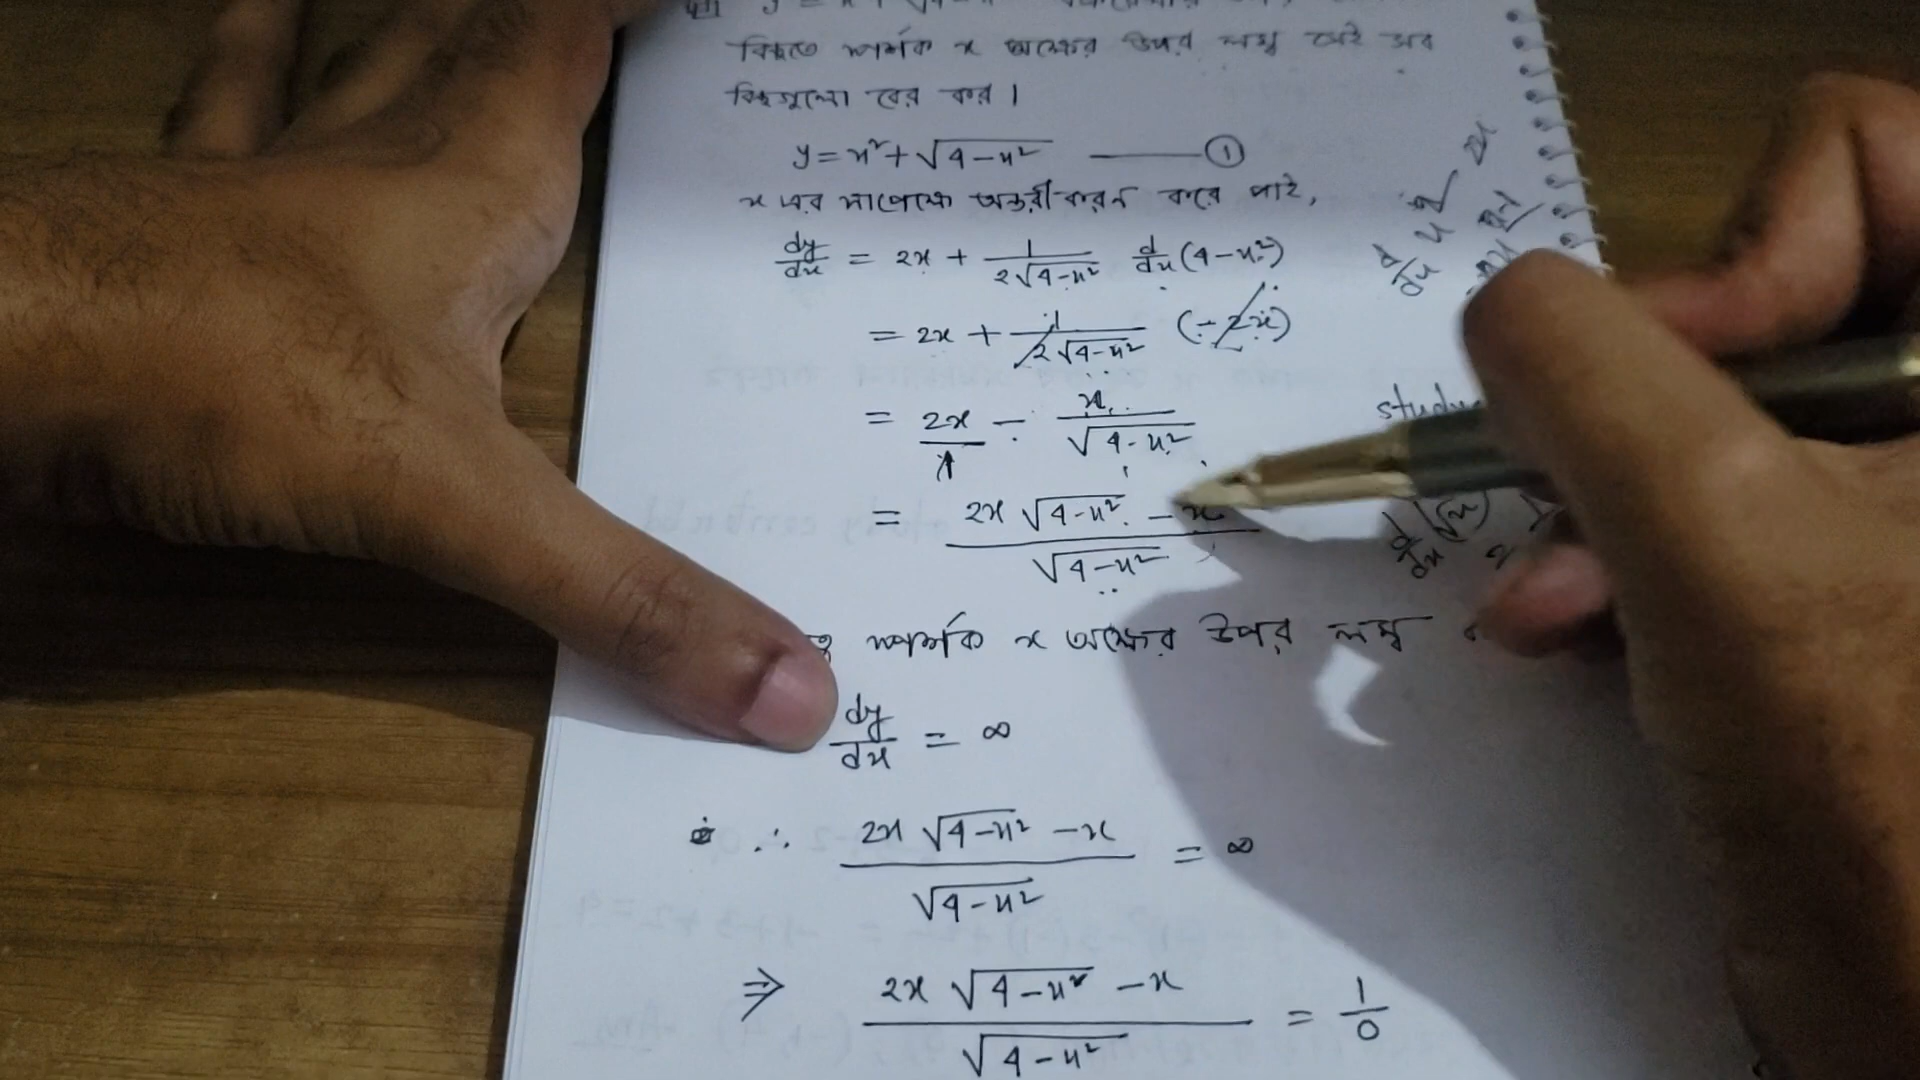 বিন্দুতে স্পর্শক x অক্ষের উপর লম্ব সেই সব
বিন্দুগুলো বের কর।
y = x² + √4-x² ——— ①
x এর সাপেক্ষে অন্তরীকরণ করে পাই,
dy/dx = 2x + 1/2√4-x² d/dx (4-x²)
= 2x + 1/2√4-x² (-2x)
= 2x/1 - x/√4-x²
= 2x √4-x² - x/√4-x²
স্পর্শক x অক্ষের উপর লম্ব
dy/dx = ∞
∴ 2x √4-x² - x/√4-x² = ∞
⇒ 2x √4-x² - x/√4-x² = 1/0